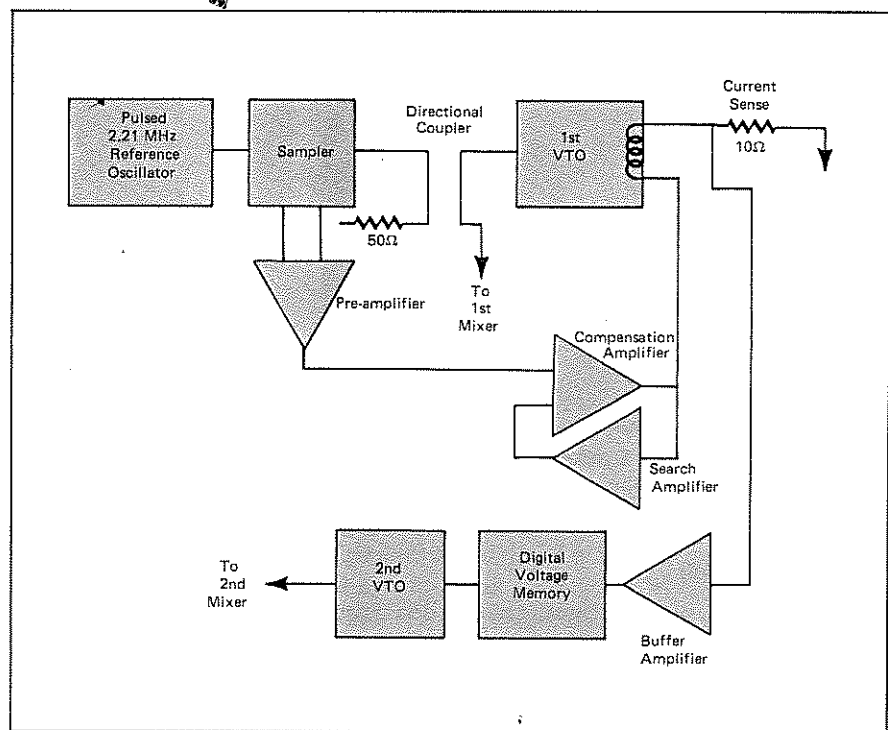 Pulsed
2.21 MHz
Reference
Oscillator
Sampler
Directional
Coupler
1st
VTO
Current
Sense
10Ω
50Ω
Pre-amplifier
To
1st
Mixer
Compensation
Amplifier
Search
Amplifier
To
2nd
Mixer
2nd
VTO
Digital
Voltage
Memory
Buffer
Amplifier